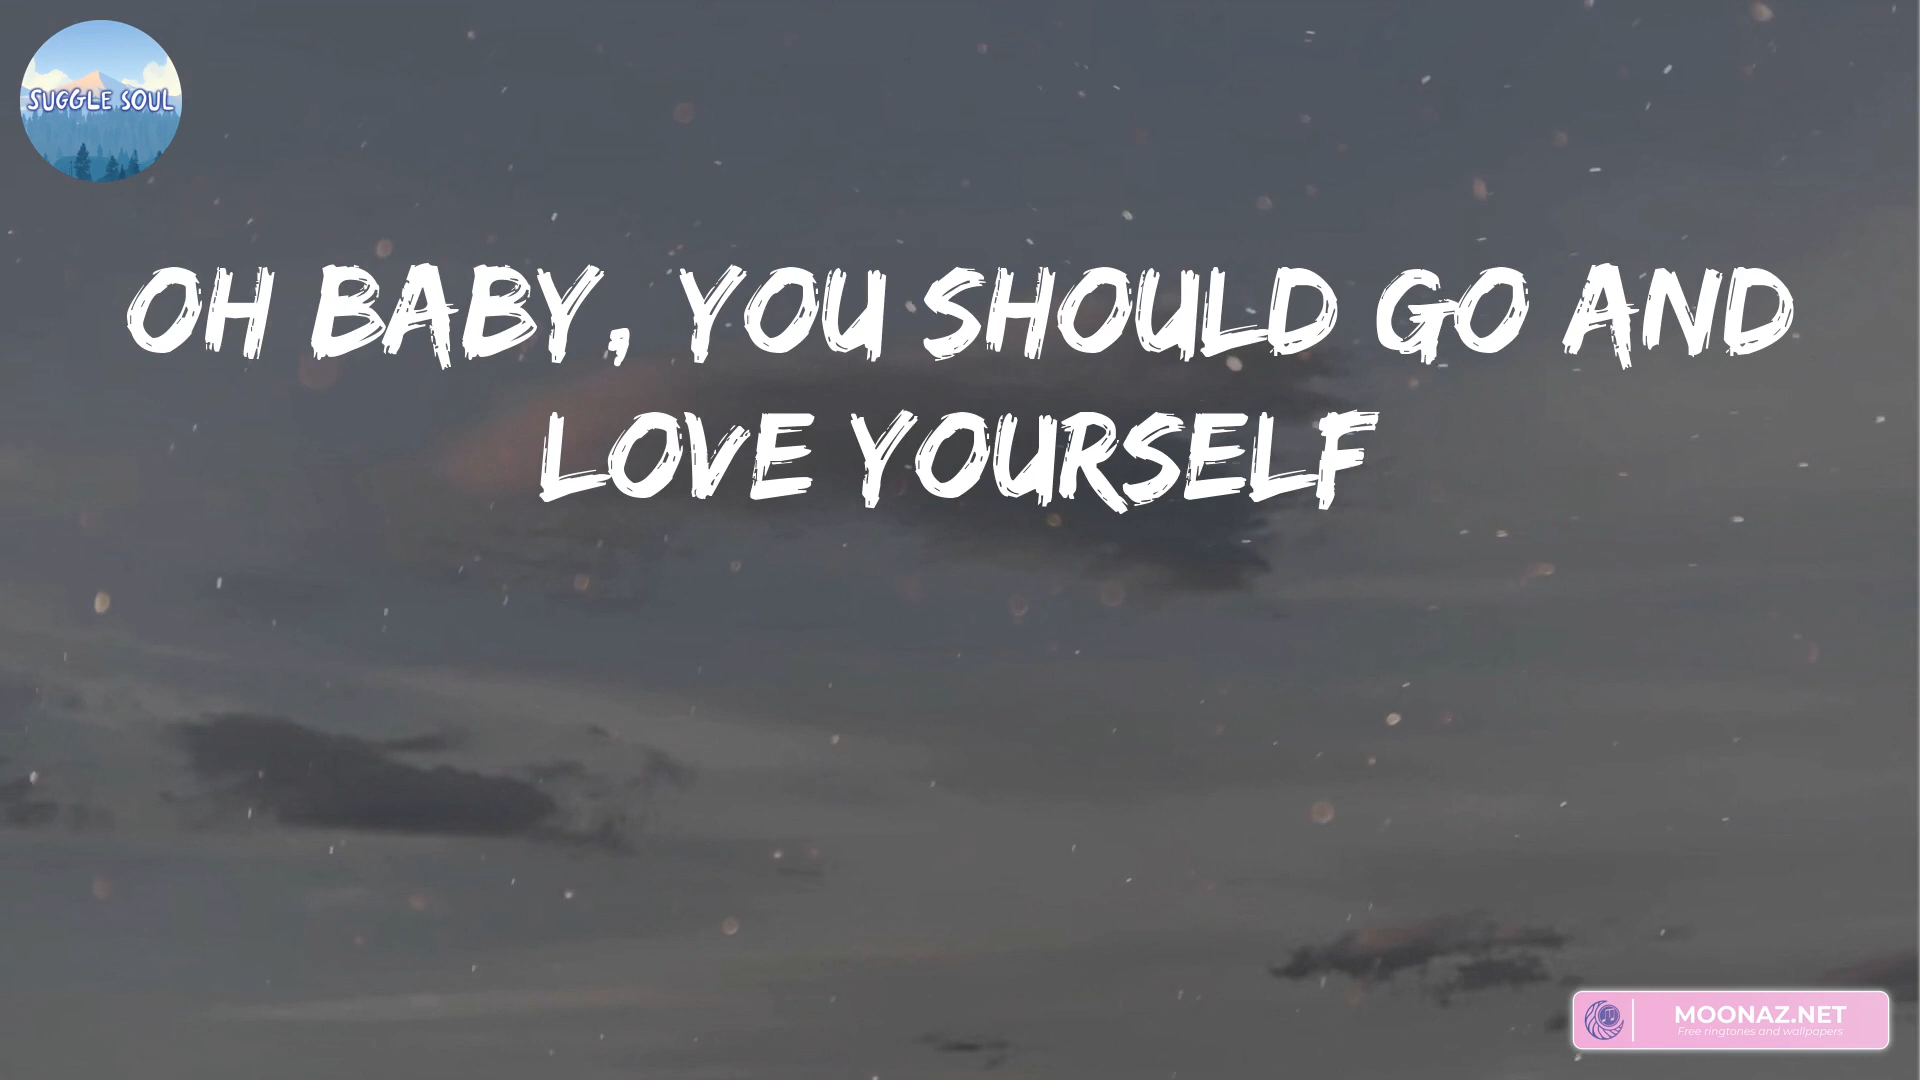 SUGGLE SOUL
OH BABY, YOU SHOULD GO AND
LOVE YOURSELF
MOONAZ.NET
Free ringtones and wallpapers